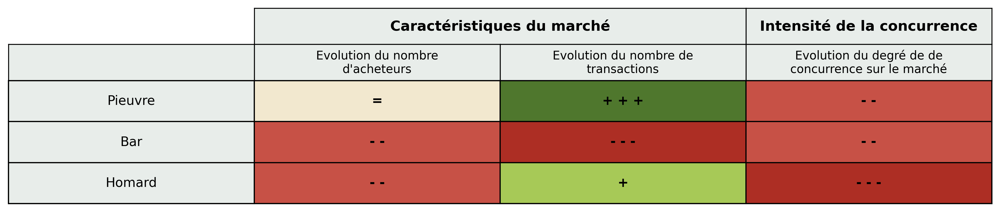 Caractéristiques du marché
Intensité de la concurrence
Evolution du nombre
d'acheteurs
Evolution du nombre de
transactions
Evolution du degré de de
concurrence sur le marché
Pieuvre
=
+ + +
- -
Bar
- -
- - -
- -
Homard
- -
+
- - -